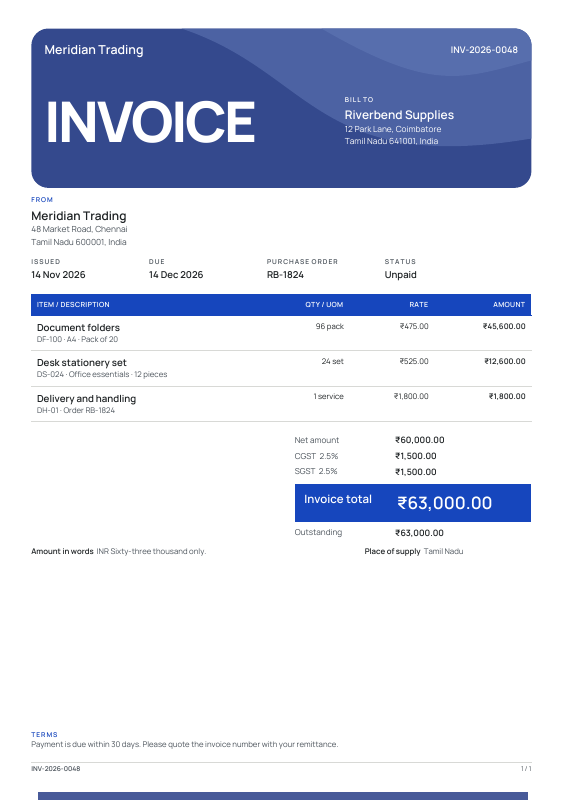 Meridian Trading
INV-2026-0048
INVOICE
BILL TO
Riverbend Supplies
12 Park Lane, Coimbatore
Tamil Nadu 641001, India
FROM
Meridian Trading
48 Market Road, Chennai
Tamil Nadu 600001, India
ISSUED DUE PURCHASE ORDER STATUS
14 Nov 2026 14 Dec 2026 RB-1824 Unpaid
ITEM / DESCRIPTION QTY / UOM RATE AMOUNT
Document folders 96 pack ₹475.00 ₹45,600.00
DF-100 · A4 · Pack of 20
Desk stationery set 24 set ₹525.00 ₹12,600.00
DS-024 · Office essentials · 12 pieces
Delivery and handling 1 service ₹1,800.00 ₹1,800.00
DH-01 · Order RB-1824
Net amount ₹60,000.00
CGST 2.5% ₹1,500.00
SGST 2.5% ₹1,500.00
Invoice total ₹63,000.00
Outstanding ₹63,000.00
Amount in words INR Sixty-three thousand only. Place of supply Tamil Nadu
TERMS
Payment is due within 30 days. Please quote the invoice number with your remittance.
INV-2026-0048 1 / 1